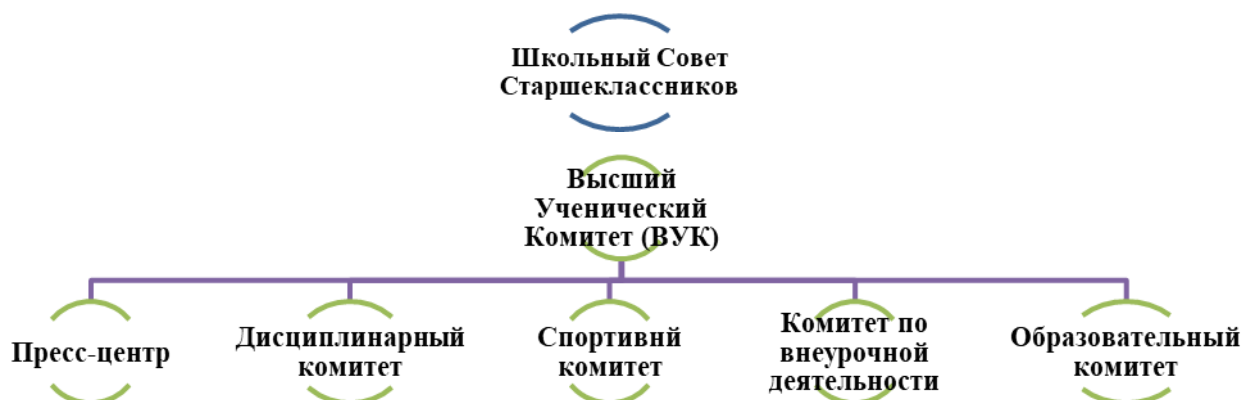 Школьный Совет
Старшеклассников
Высший
Ученический
Комитет (ВУК)
Пресс-центр
Дисциплинарный
комитет
Спортивнй
комитет
Комитет по
внеурочной
деятельности
Образовательный
комитет